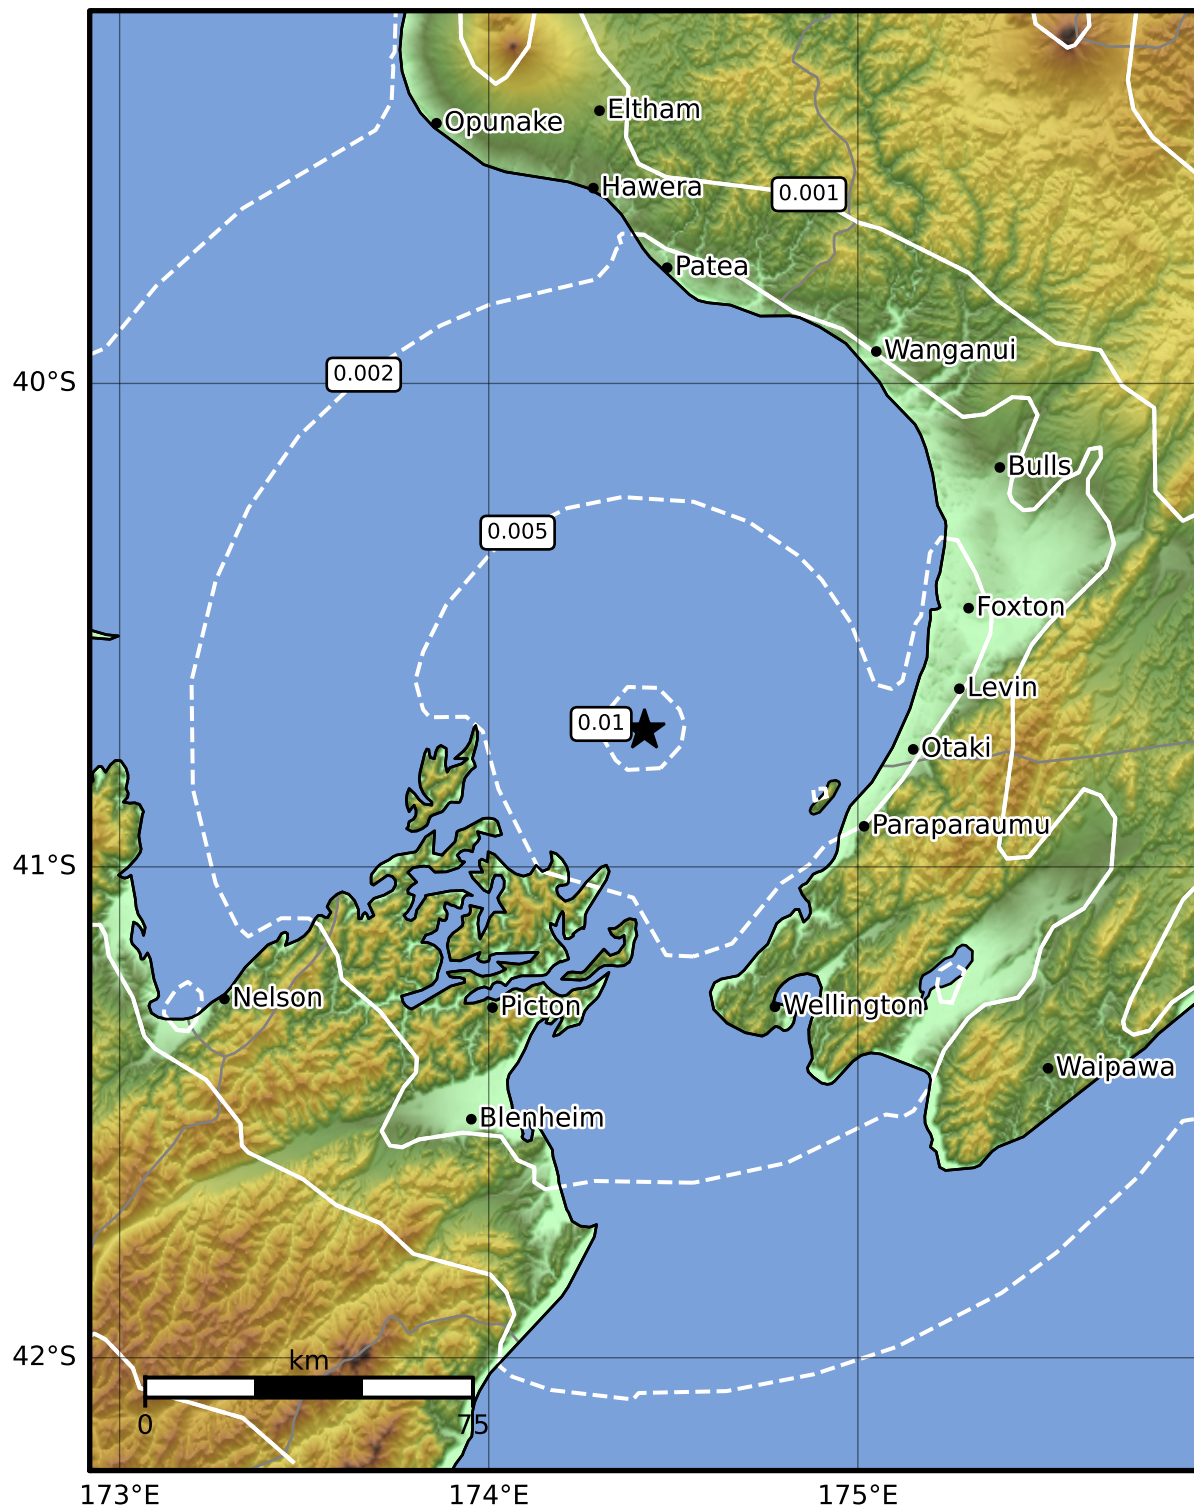 Eltham
Opunake
Hawera
0.001
Patea
Wanganui
0.002
40°S
Bulls
0.005
Foxton
Levin
0.01
Otaki
Paraparaumu
41°S
Nelson
Picton
Wellington
Waipawa
Blenheim
42°S
km
0
75
173°E
174°E
175°E